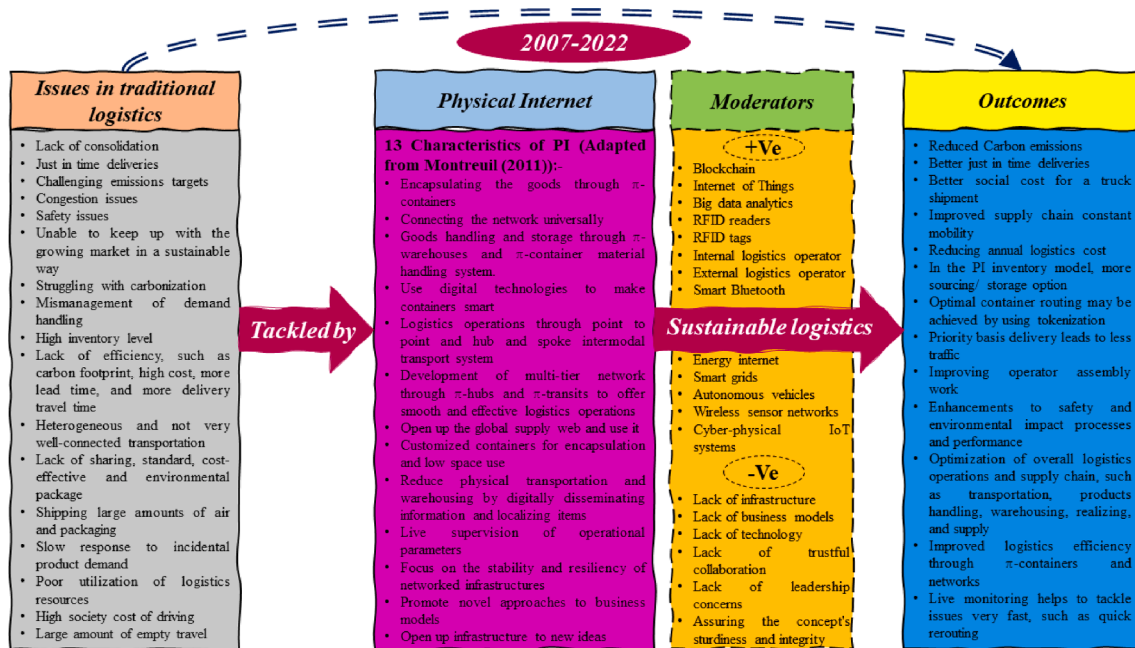 2007-2022
Issues in traditional
logistics
Lack of consolidation
Just in time deliveries
Challenging emissions targets
Congestion issues
Safety issues
Unable to keep up with the
growing market in a sustainable
way
Struggling with carbonization
Mismanagement of demand
handling
High inventory level
Lack of efficiency, such as
carbon footprint, high cost, more
lead time, and more delivery
travel time
Heterogeneous and not very
well-connected transportation
Lack of sharing, standard, cost-
effective and environmental
package
Shipping large amounts of air
and packaging
Slow response to incidental
product demand
Poor utilization of logistics
resources
High society cost of driving
Large amount of empty travel
Tackled by
Physical Internet
13 Characteristics of PI (Adapted
from Montreuil (2011)):-
Encapsulating the goods through π-
containers
Connecting the network universally
Goods handling and storage through π-
warehouses and π-container material
handling system.
Use digital technologies to make
containers smart
Logistics operations through point to
point and hub and spoke intermodal
transport system
Development of multi-tier network
through π-hubs and π-transits to offer
smooth and effective logistics operations
Open up the global supply web and use it
Customized containers for encapsulation
and low space use
Reduce physical transportation and
warehousing by digitally disseminating
information and localizing items
Live supervision of operational
parameters
Focus on the stability and resiliency of
networked infrastructures
Promote novel approaches to business
models
Open up infrastructure to new ideas
Moderators
+Ve
Blockchain
Internet of Things
Big data analytics
RFID readers
RFID tags
Internal logistics operator
External logistics operator
Smart Bluetooth
Sustainable logistics
Energy internet
Smart grids
Autonomous vehicles
Wireless sensor networks
Cyber-physical IoT
systems
-Ve
Lack of infrastructure
Lack of business models
Lack of technology
Lack of trustful
collaboration
Lack of leadership
concerns
Assuring the concept's
sturdiness and integrity
Outcomes
Reduced Carbon emissions
Better just in time deliveries
Better social cost for a truck
shipment
Improved supply chain constant
mobility
Reducing annual logistics cost
In the PI inventory model, more
sourcing/ storage option
Optimal container routing may be
achieved by using tokenization
Priority basis delivery leads to less
traffic
Improving operator assembly
work
Enhancements to safety and
environmental impact processes
and performance
Optimization of overall logistics
operations and supply chain, such
as transportation, products
handling, warehousing, realizing,
and supply
Improved logistics efficiency
through π-containers and
networks
Live monitoring helps to tackle
issues very fast, such as quick
rerouting